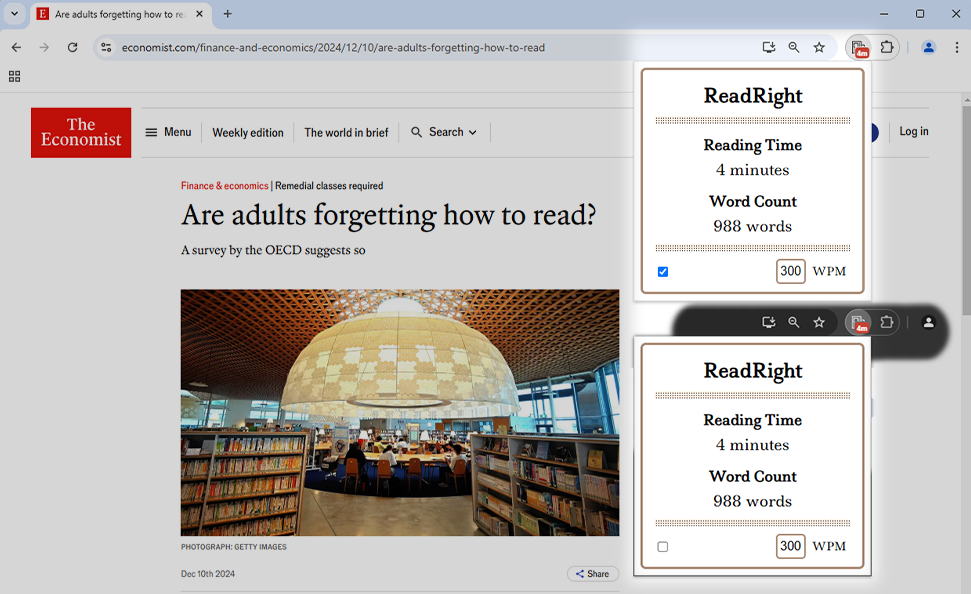 Are adults forgetting how to re
economist.com/finance-and-economics/2024/12/10/are-adults-forgetting-how-to-read
4m
The
Economist
Menu
Weekly edition
The world in brief
Search
Log in
Finance & economics | Remedial classes required
Are adults forgetting how to read?
A survey by the OECD suggests so
PHOTOGRAPH: GETTY IMAGES
Dec 10th 2024
Share
ReadRight
Reading Time
4 minutes
Word Count
988 words
300 WPM
4m
ReadRight
Reading Time
4 minutes
Word Count
988 words
300 WPM